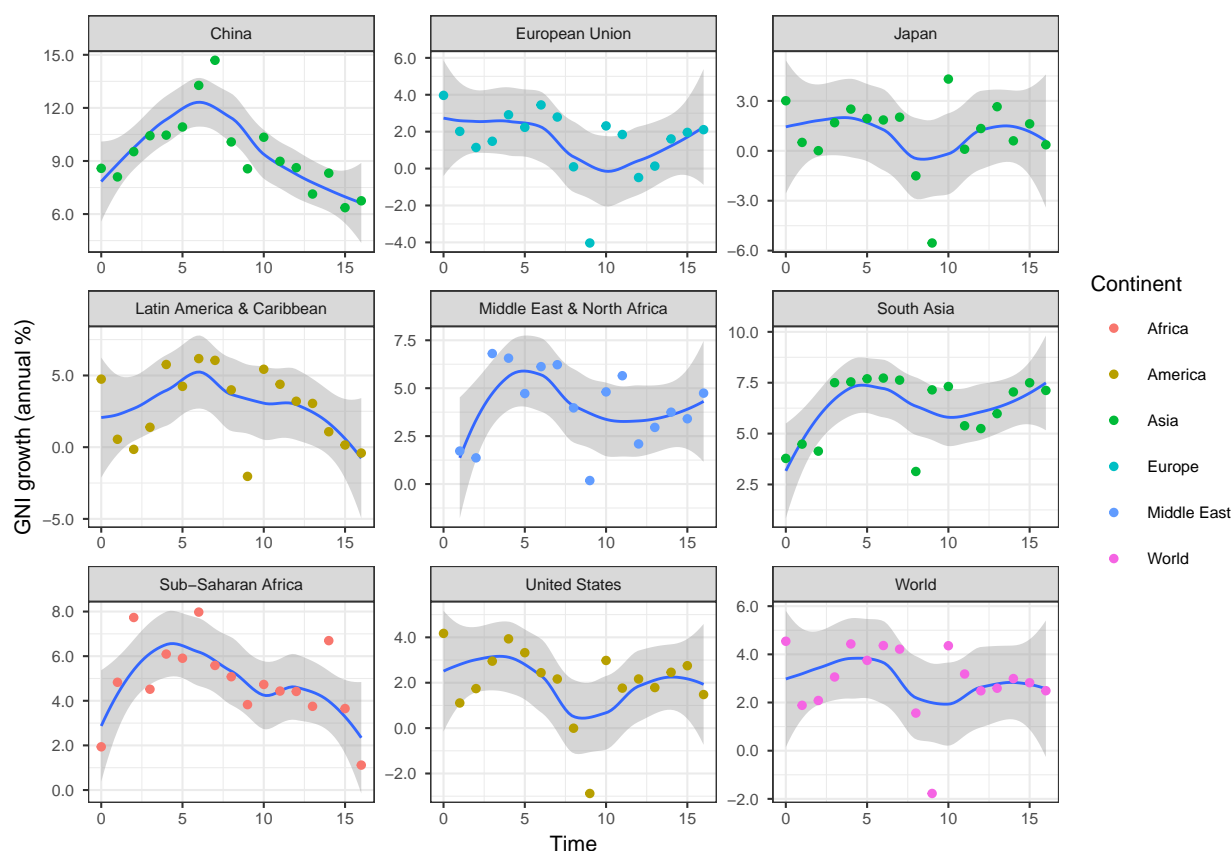 China
European Union
Japan
15.0
12.0
9.0
6.0
0 5 10 15
6.0
4.0
2.0
0.0
−2.0
−4.0
0 5 10 15
3.0
0.0
−3.0
−6.0
0 5 10 15
Latin America & Caribbean
Middle East & North Africa
South Asia
5.0
0.0
−5.0
0 5 10 15
7.5
5.0
2.5
0.0
0 5 10 15
10.0
7.5
5.0
2.5
0 5 10 15
Sub−Saharan Africa
United States
World
8.0
6.0
4.0
2.0
0.0
0 5 10 15
4.0
2.0
0.0
−2.0
0 5 10 15
6.0
4.0
2.0
0.0
−2.0
0 5 10 15
GNI growth (annual %)
Time
Continent
Africa
America
Asia
Europe
Middle East
World